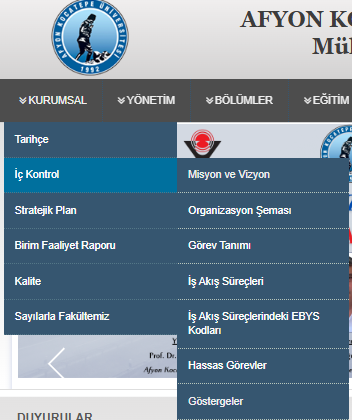 AFYON KOCATEPE ÜNİVERSİTESİ
1992
AFYON KO
Mü
KURUMSAL
YÖNETİM
BÖLÜMLER
EĞİTİM
Tarihçe
İç Kontrol
Stratejik Plan
Birim Faaliyet Raporu
Kalite
Sayılarla Fakültemiz
Misyon ve Vizyon
Organizasyon Şeması
Görev Tanımı
İş Akış Süreçleri
İş Akış Süreçlerindeki EBYS
Kodları
Hassas Görevler
Göstergeler
Prof. Dr.
Afyon Koca
DUYURULAR